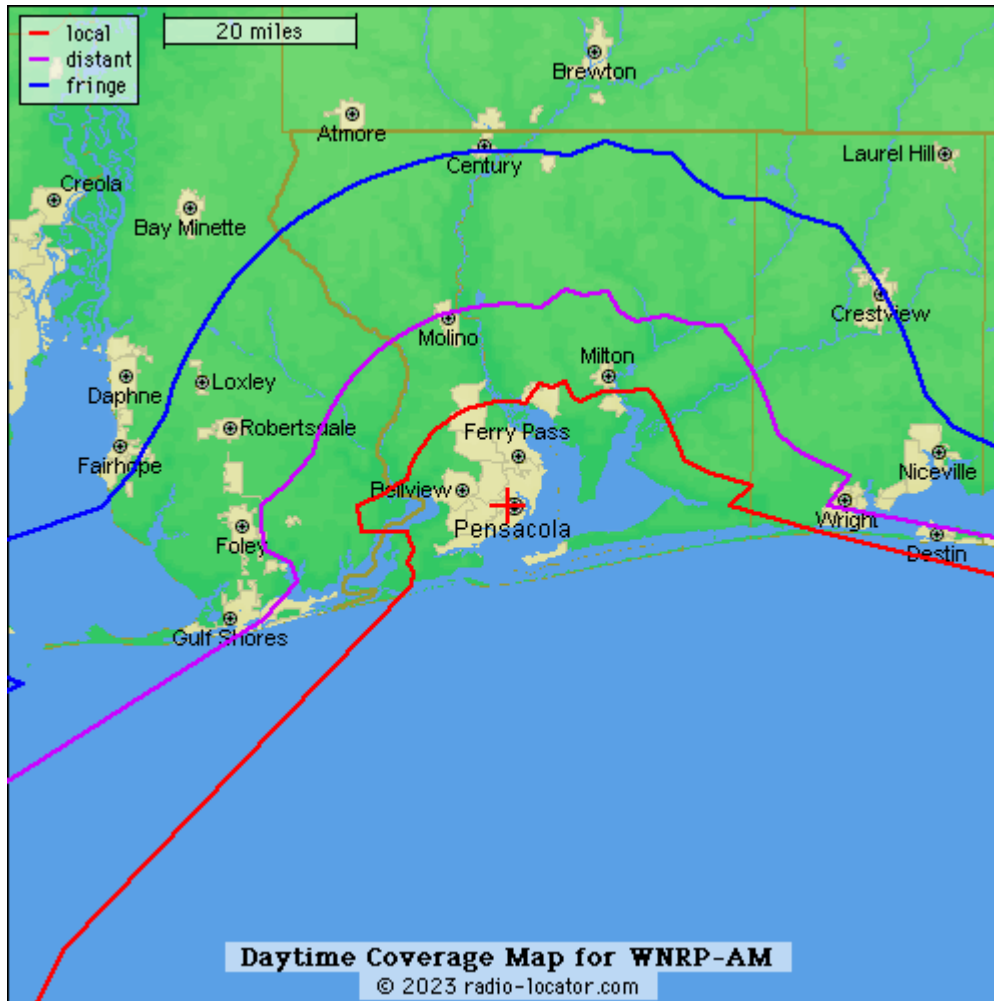 local
distant
fringe
20 miles
Brewton
Atmore
Century
Laurel Hill
Creola
Bay Minette
Crestview
Molino
Milton
Daphne
Loxley
Robertsdale
Ferry Pass
Fairhope
Niceville
Bellview
Pensacola
Wright
Foley
Destin
Gulf Shores
Daytime Coverage Map for WNRP-AM
© 2023 radio-locator.com